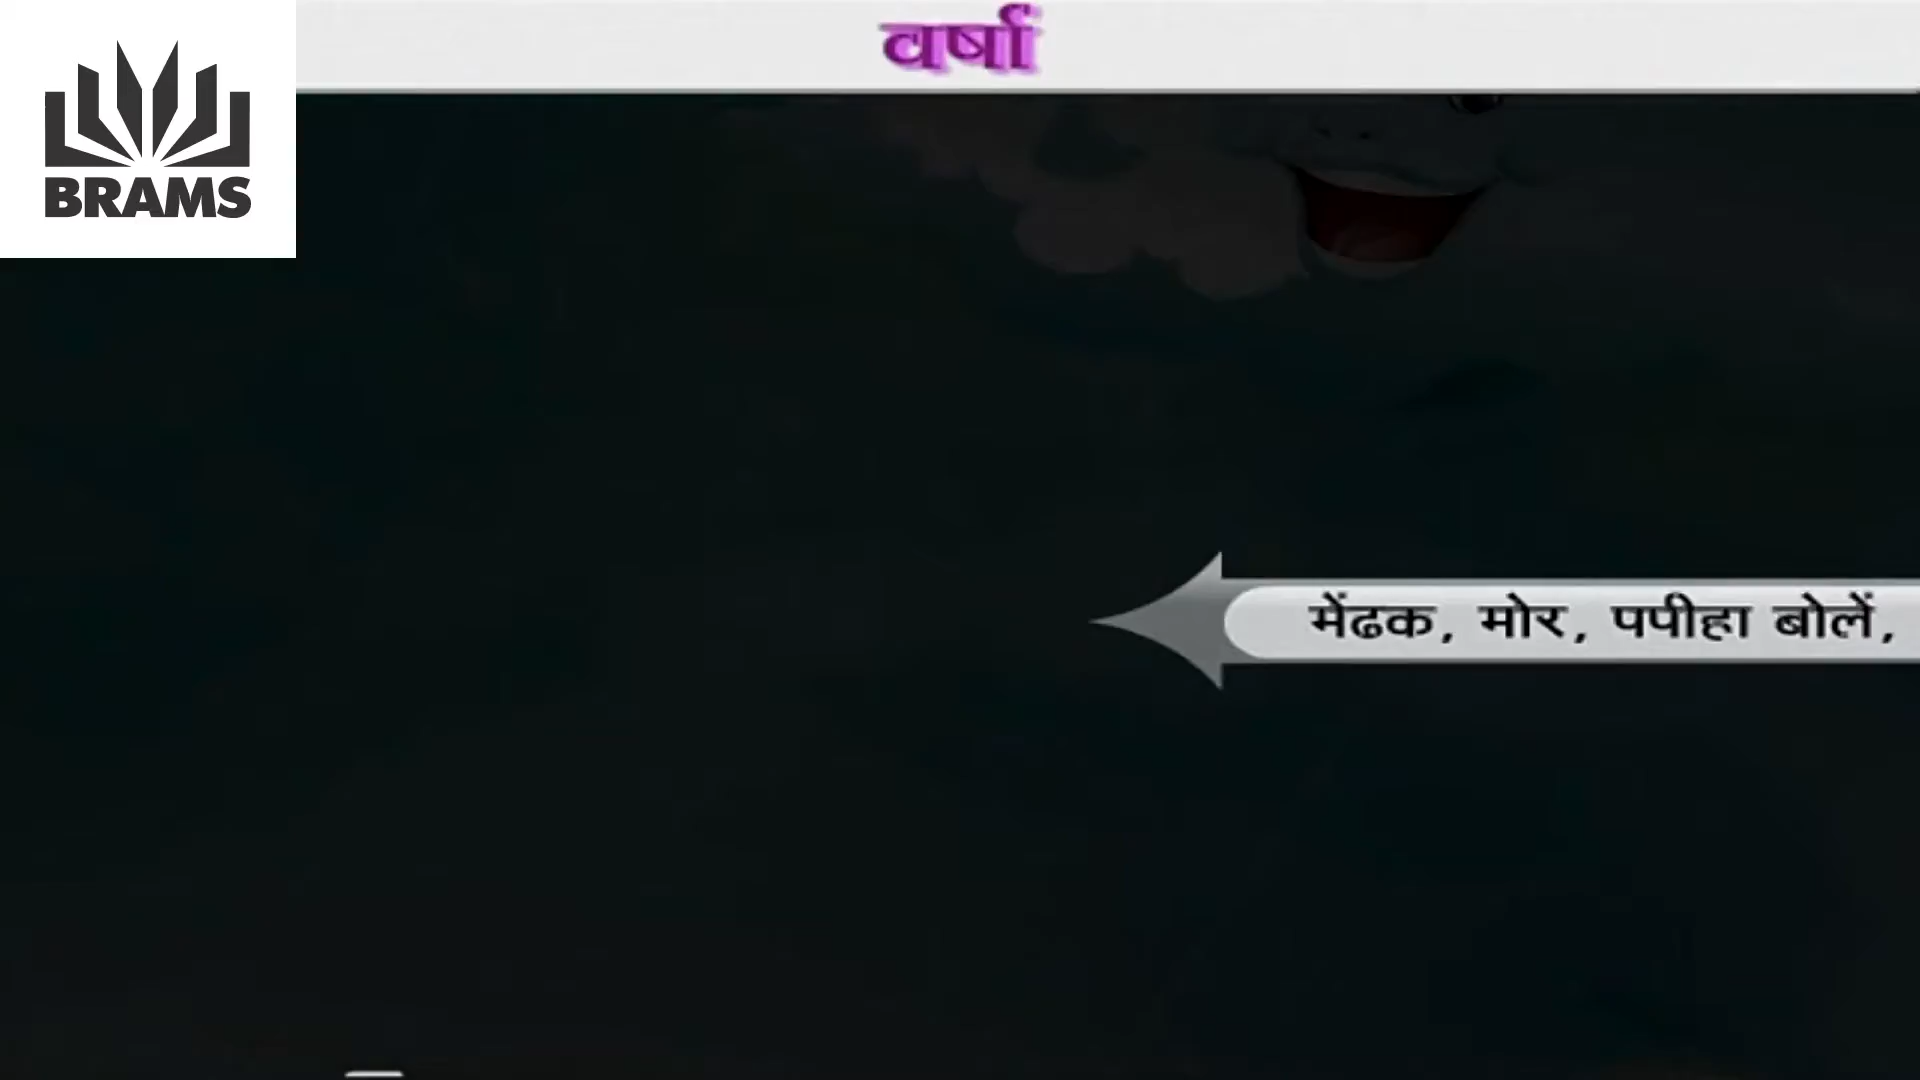 वर्षा
BRAMS
मेंढक, मोर, पपीहा बोलें,